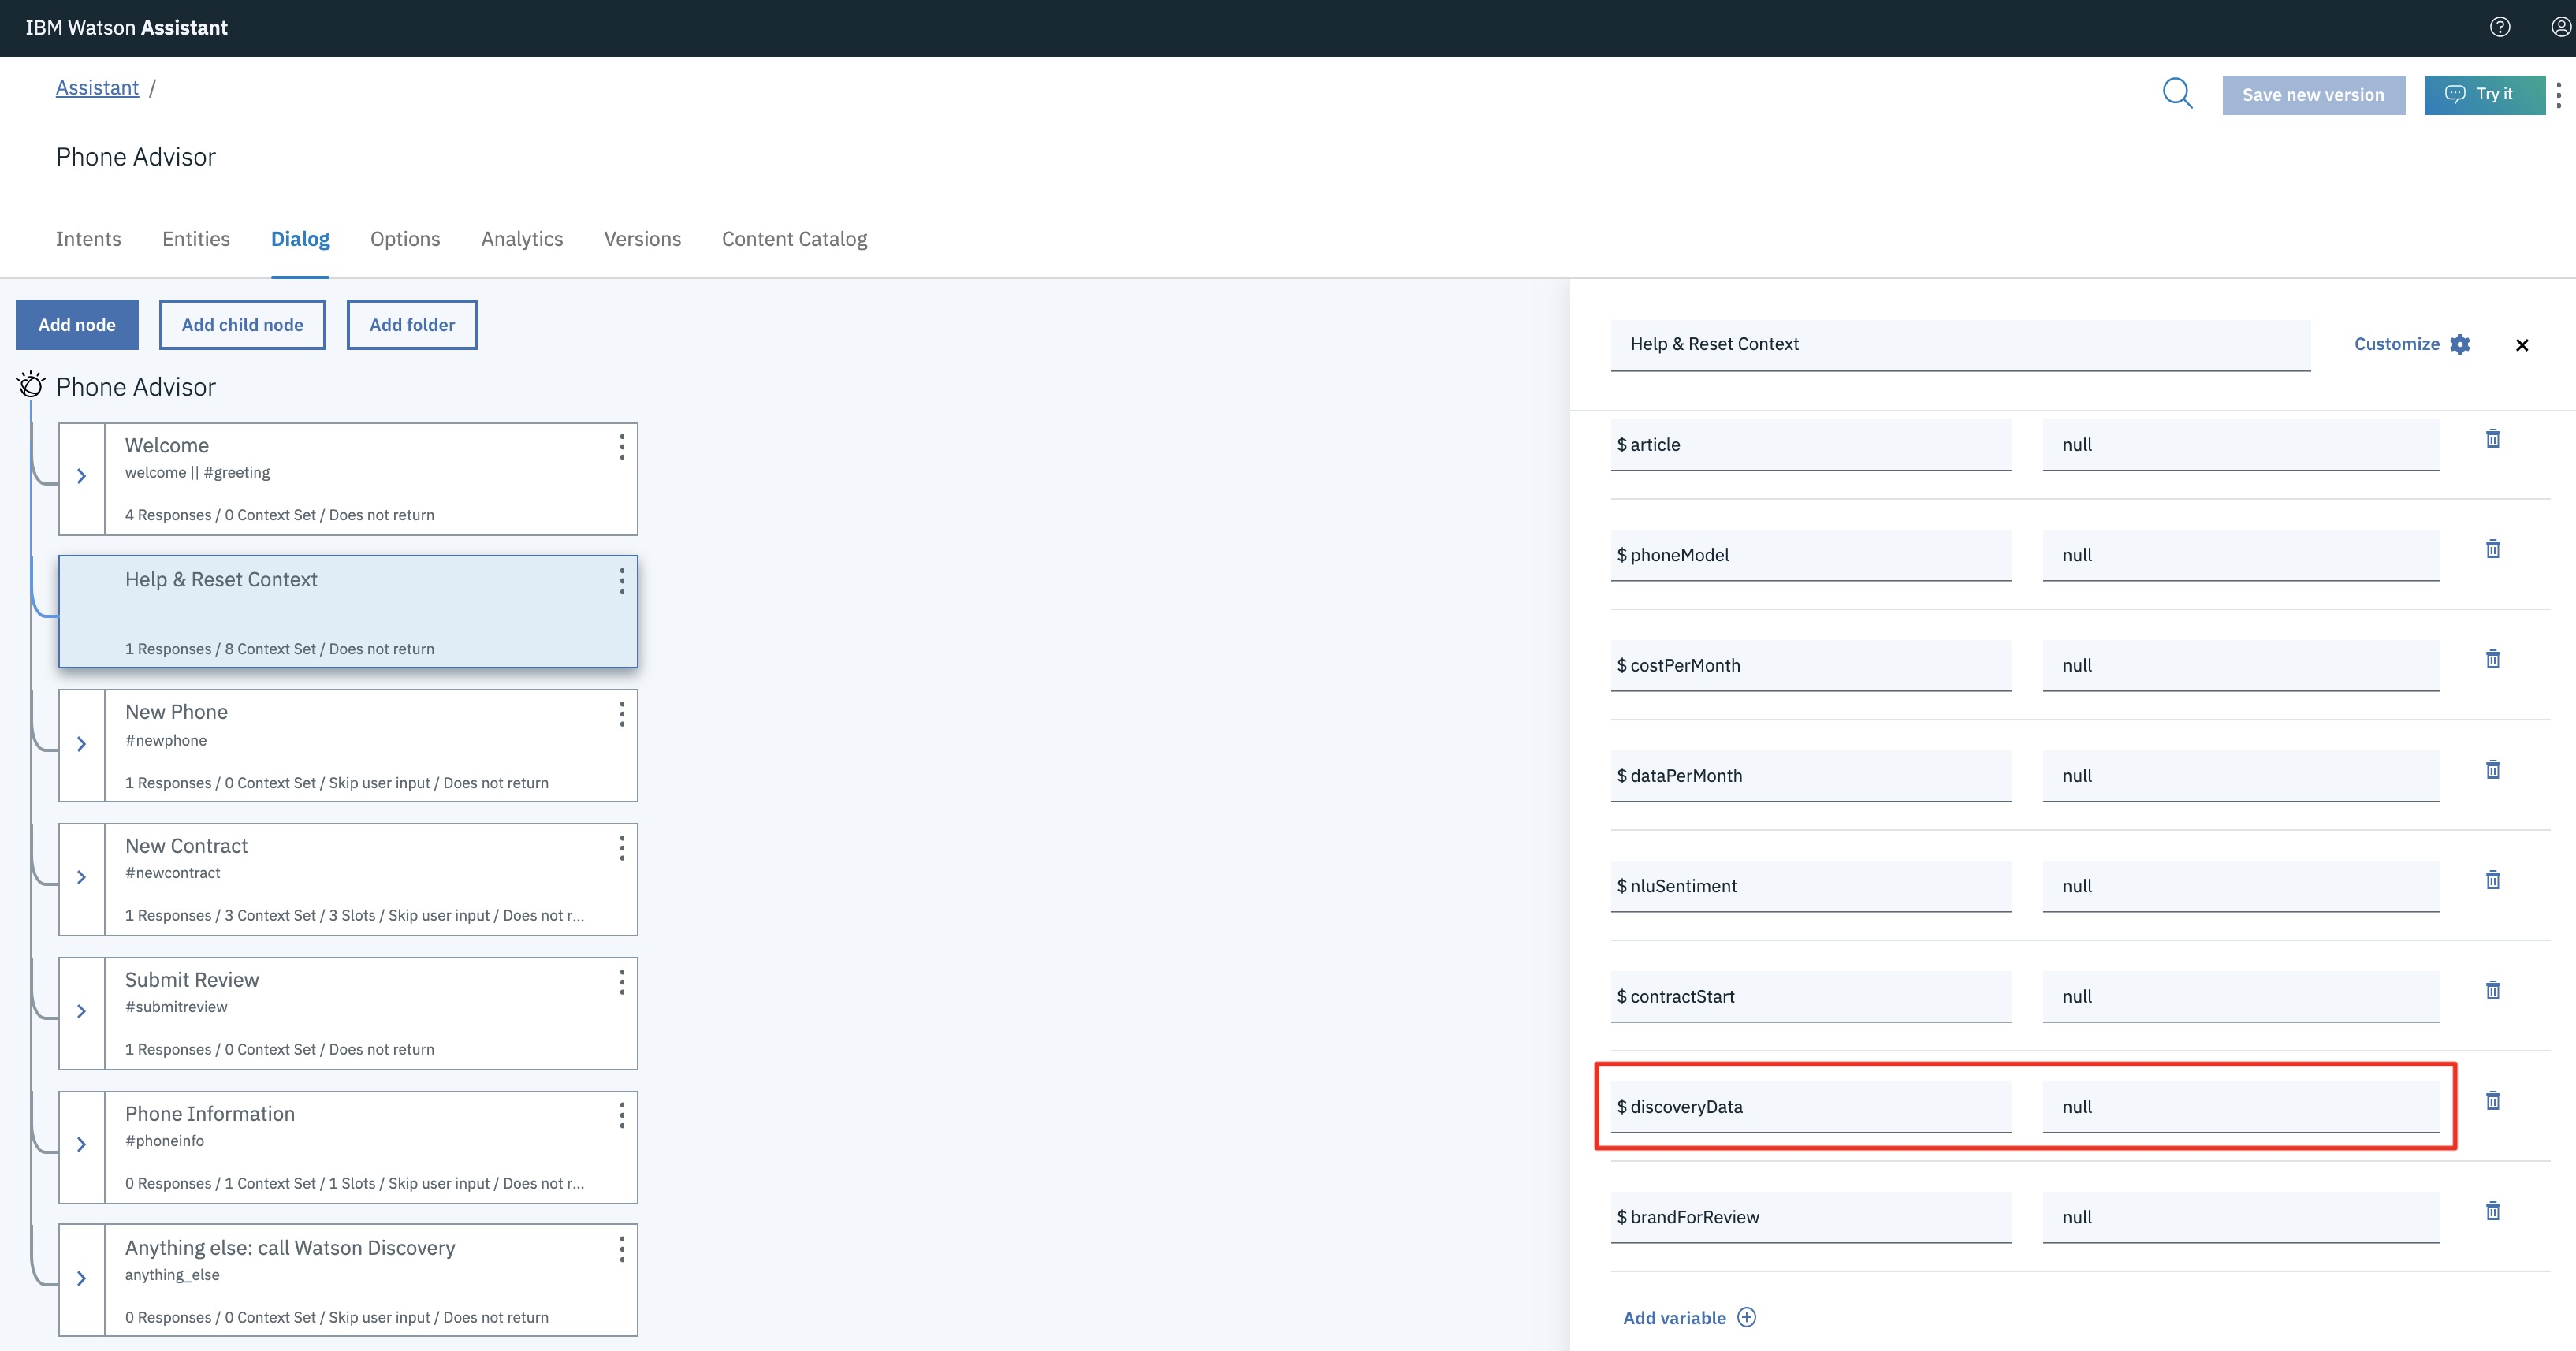 IBM Watson Assistant
Assistant /
Save new version
Try it
Phone Advisor
Intents Entities Dialog Options Analytics Versions Content Catalog
Add node Add child node Add folder
Phone Advisor
Welcome
welcome || #greeting
4 Responses / 0 Context Set / Does not return
Help & Reset Context
1 Responses / 8 Context Set / Does not return
New Phone
#newphone
1 Responses / 0 Context Set / Skip user input / Does not return
New Contract
#newcontract
1 Responses / 3 Context Set / 3 Slots / Skip user input / Does not r...
Submit Review
#submitreview
1 Responses / 0 Context Set / Does not return
Phone Information
#phoneinfo
0 Responses / 1 Context Set / 1 Slots / Skip user input / Does not r...
Anything else: call Watson Discovery
anything_else
0 Responses / 0 Context Set / Skip user input / Does not return
Help & Reset Context
Customize
$ article null
$ phoneModel null
$ costPerMonth null
$ dataPerMonth null
$ nluSentiment null
$ contractStart null
$ discoveryData null
$ brandForReview null
Add variable